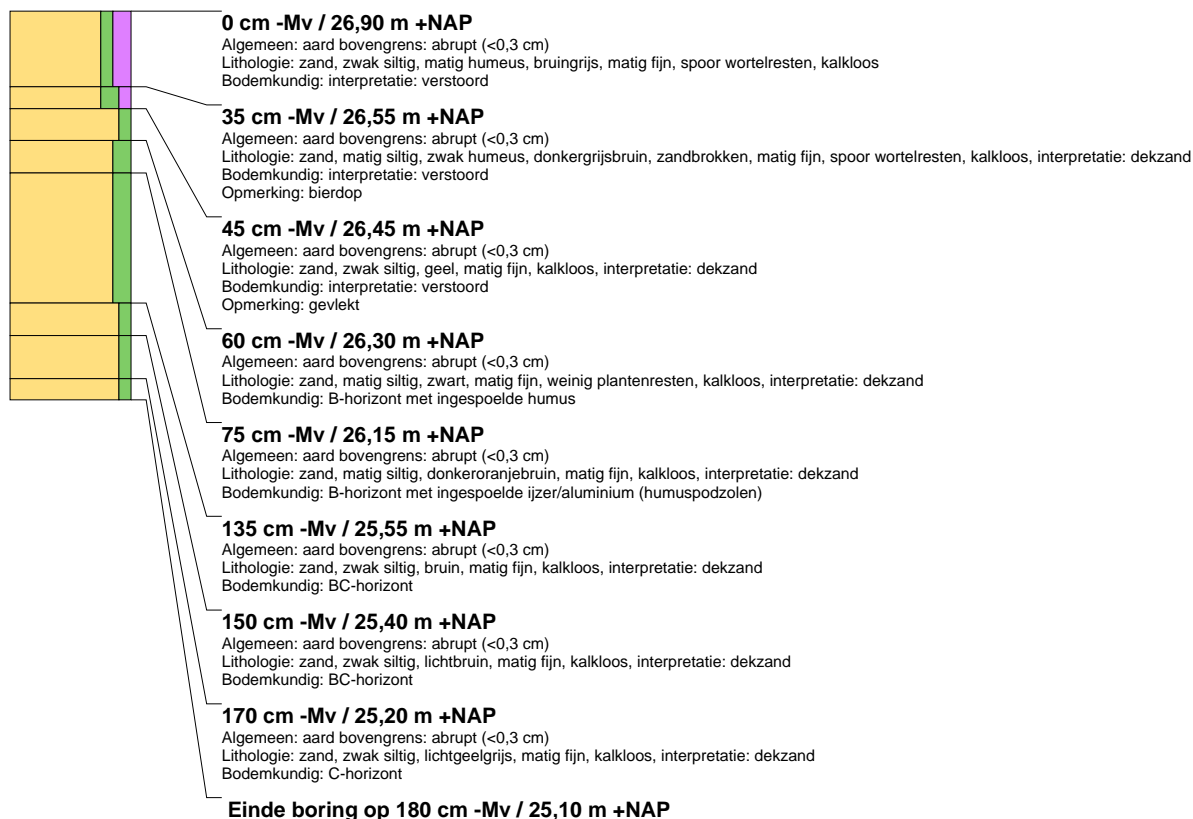 0 cm -Mv / 26,90 m +NAP
Algemeen: aard bovengrens: abrupt (<0,3 cm)
Lithologie: zand, zwak siltig, matig humeus, bruingrijs, matig fijn, spoor wortelresten, kalkloos
Bodemkundig: interpretatie: verstoord
35 cm -Mv / 26,55 m +NAP
Algemeen: aard bovengrens: abrupt (<0,3 cm)
Lithologie: zand, matig siltig, zwak humeus, donkergrijsbruin, zandbrokken, matig fijn, spoor wortelresten, kalkloos, interpretatie: dekzand
Bodemkundig: interpretatie: verstoord
Opmerking: bierdop
45 cm -Mv / 26,45 m +NAP
Algemeen: aard bovengrens: abrupt (<0,3 cm)
Lithologie: zand, zwak siltig, geel, matig fijn, kalkloos, interpretatie: dekzand
Bodemkundig: interpretatie: verstoord
Opmerking: gevlekt
60 cm -Mv / 26,30 m +NAP
Algemeen: aard bovengrens: abrupt (<0,3 cm)
Lithologie: zand, matig siltig, zwart, matig fijn, weinig plantenresten, kalkloos, interpretatie: dekzand
Bodemkundig: B-horizont met ingespoelde humus
75 cm -Mv / 26,15 m +NAP
Algemeen: aard bovengrens: abrupt (<0,3 cm)
Lithologie: zand, matig siltig, donkeroranjebruin, matig fijn, kalkloos, interpretatie: dekzand
Bodemkundig: B-horizont met ingespoelde ijzer/aluminium (humuspodzolen)
135 cm -Mv / 25,55 m +NAP
Algemeen: aard bovengrens: abrupt (<0,3 cm)
Lithologie: zand, zwak siltig, bruin, matig fijn, kalkloos, interpretatie: dekzand
Bodemkundig: BC-horizont
150 cm -Mv / 25,40 m +NAP
Algemeen: aard bovengrens: abrupt (<0,3 cm)
Lithologie: zand, zwak siltig, lichtbruin, matig fijn, kalkloos, interpretatie: dekzand
Bodemkundig: BC-horizont
170 cm -Mv / 25,20 m +NAP
Algemeen: aard bovengrens: abrupt (<0,3 cm)
Lithologie: zand, zwak siltig, lichtgeelgrijs, matig fijn, kalkloos, interpretatie: dekzand
Bodemkundig: C-horizont
Einde boring op 180 cm -Mv / 25,10 m +NAP